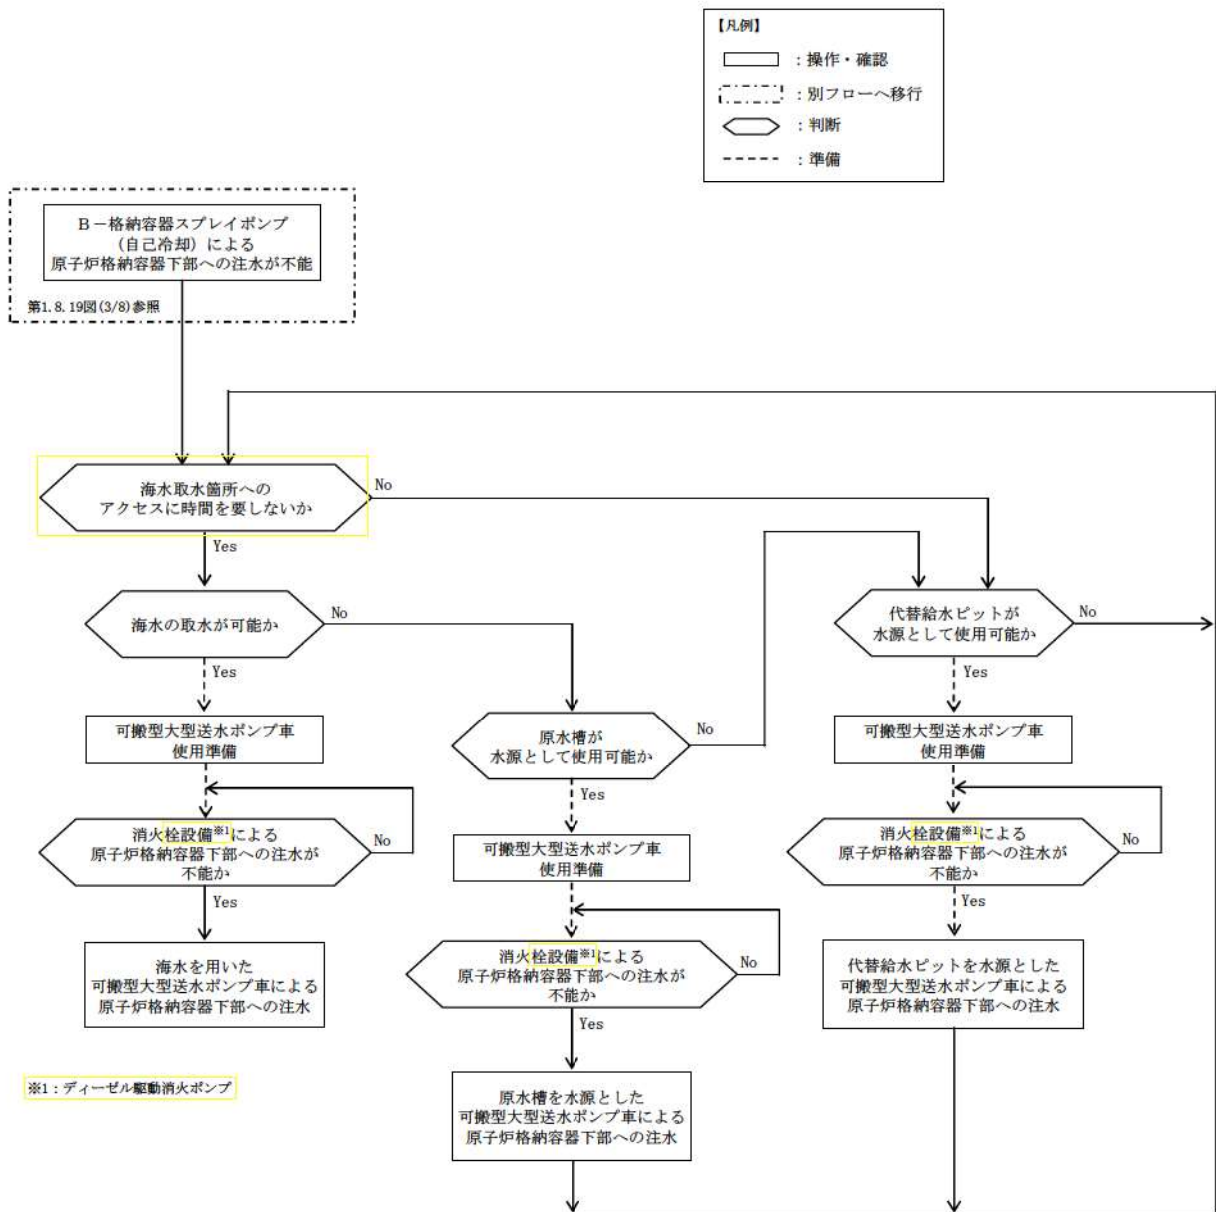 【凡例】
：操作・確認
：別フローへ移行
：判断
：準備
B－格納容器スプレイポンプ
（自己冷却）による
原子炉格納容器下部への注水が不能
第1.8.19図(3/8)参照
海水取水箇所への
アクセスに時間を要しないか
No
Yes
海水の取水が可能か
No
Yes
代替給水ピットが
水源として使用可能か
No
Yes
可搬型大型送水ポンプ車
使用準備
原水槽が
水源として使用可能か
No
Yes
可搬型大型送水ポンプ車
使用準備
消火栓設備※1による
原子炉格納容器下部への注水が
不能か
No
Yes
可搬型大型送水ポンプ車
使用準備
消火栓設備※1による
原子炉格納容器下部への注水が
不能か
No
Yes
海水を用いた
可搬型大型送水ポンプ車による
原子炉格納容器下部への注水
消火栓設備※1による
原子炉格納容器下部への注水が
不能か
No
Yes
代替給水ピットを水源とした
可搬型大型送水ポンプ車による
原子炉格納容器下部への注水
※1：ディーゼル駆動消火ポンプ
原水槽を水源とした
可搬型大型送水ポンプ車による
原子炉格納容器下部への注水